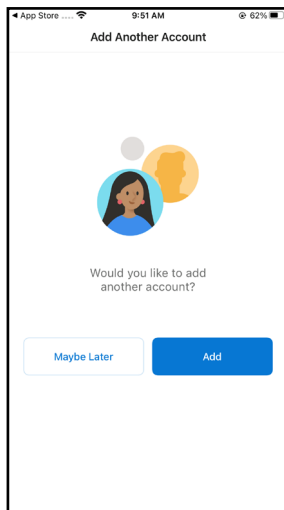 ◀ App Store .... 9:51 AM 62%
Add Another Account
Would you like to add
another account?
Maybe Later Add